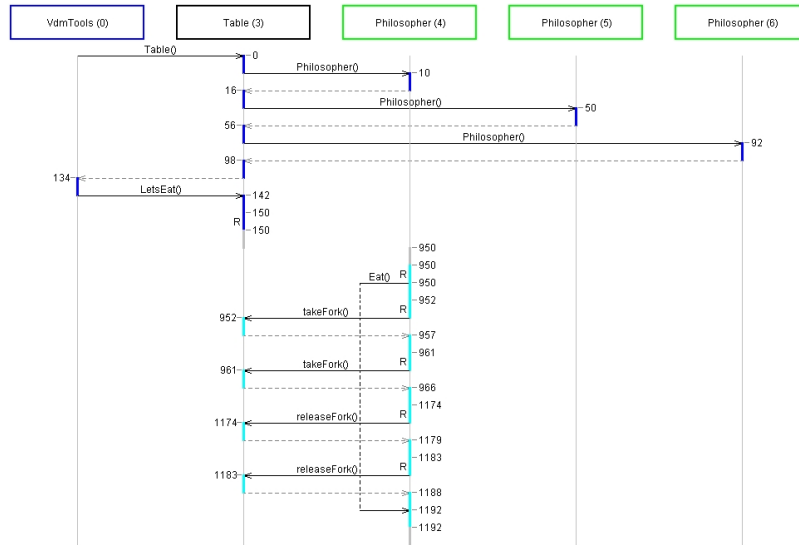 VdmTools (0) Table (3) Philosopher (4) Philosopher (5) Philosopher (6)
Table() 0
Philosopher() 10
16
Philosopher() 50
56
Philosopher() 92
98
134
LetsEat() 142
150
R
150
950
950
R
Eat() 950
952
R
952 takeFork()
957
961
R
961 takeFork()
966
1174
R
1174 releaseFork()
1179
1183
R
1183 releaseFork()
1188
1192
1192